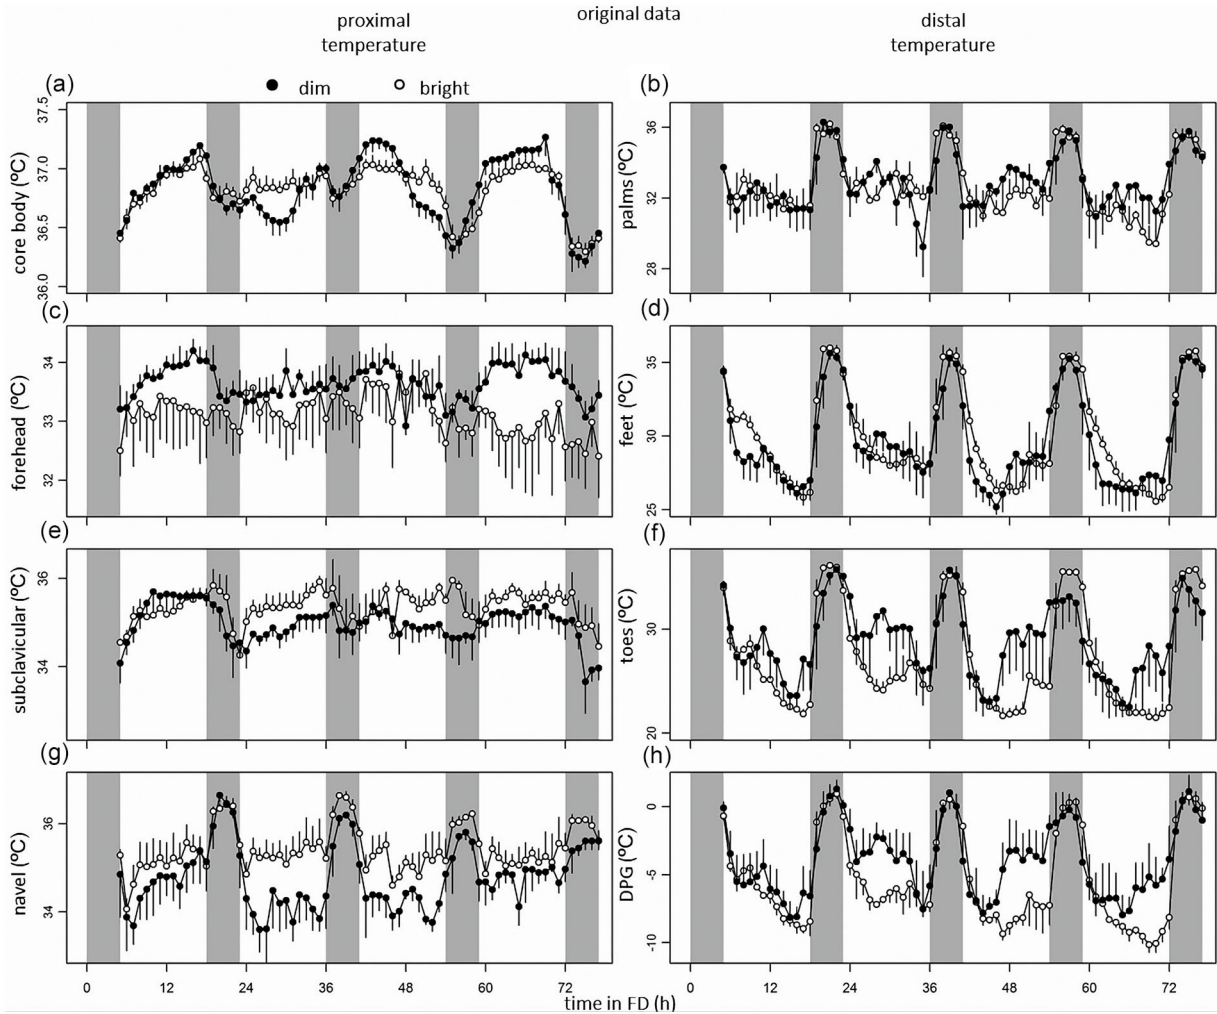 original data
proximal
temperature
distal
temperature
dim
bright
(a)
core body (ºC)
37.5
37.0
36.5
36.0
(b)
palms (ºC)
36
32
28
(c)
forehead (ºC)
34
33
32
(d)
feet (ºC)
35
30
25
(e)
subclavicular (ºC)
36
34
(f)
toes (ºC)
30
20
(g)
navel (ºC)
36
34
(h)
DPG (ºC)
0
-5
-10
0 12 24 36 48 60 72
0 12 24 36 48 60 72
time in FD (h)